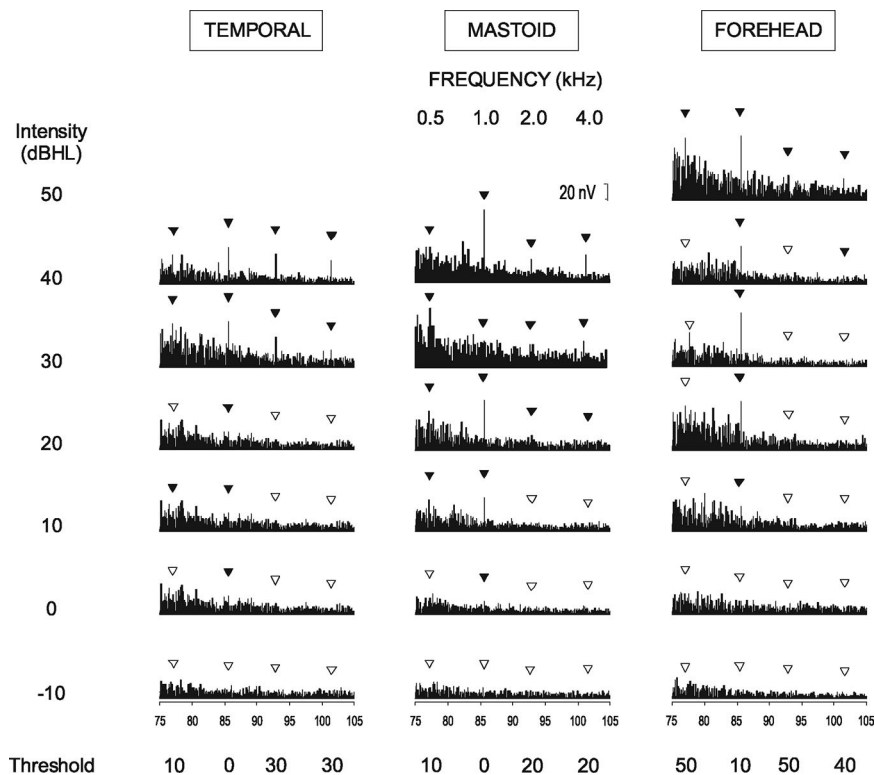 TEMPORAL MASTOID FOREHEAD
FREQUENCY (kHz)
0.5 1.0 2.0 4.0
Intensity
(dBHL)
50
20 nV
40
30
20
10
0
-10
75 80 85 90 95 100 105 75 80 85 90 95 100 105 75 80 85 90 95 100 105
Threshold 10 0 30 30 10 0 20 20 50 10 50 40